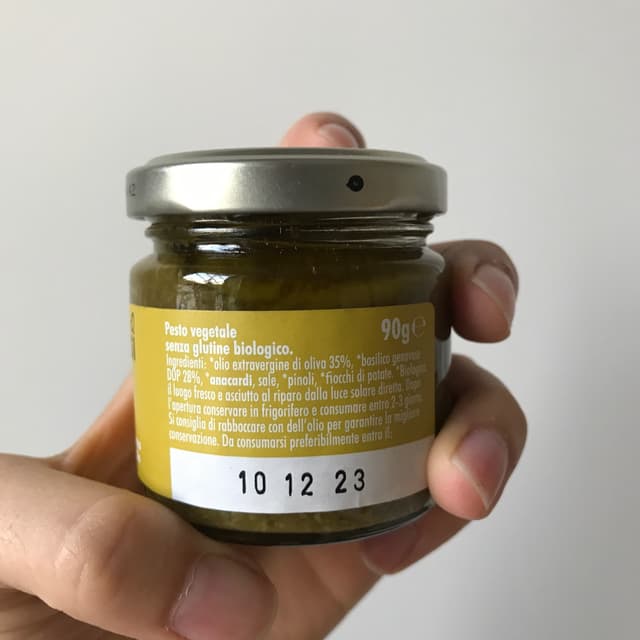 Pesto vegetale
90g ℮
senza glutine biologico.
Ingredienti: *olio extravergine di oliva 35%, *basilico genovese
DOP 28%, *anacardi, sale, *pinoli, *fiocchi di patate. *Biologico.
il luogo fresco e asciutto al riparo dalla luce solare diretta. Dopo
l'apertura conservare in frigorifero e consumare entro 2-3 giorni.
Si consiglia di rabboccare con dell'olio per garantire la migliore
conservazione. Da consumarsi preferibilmente entro il:
10 12 23